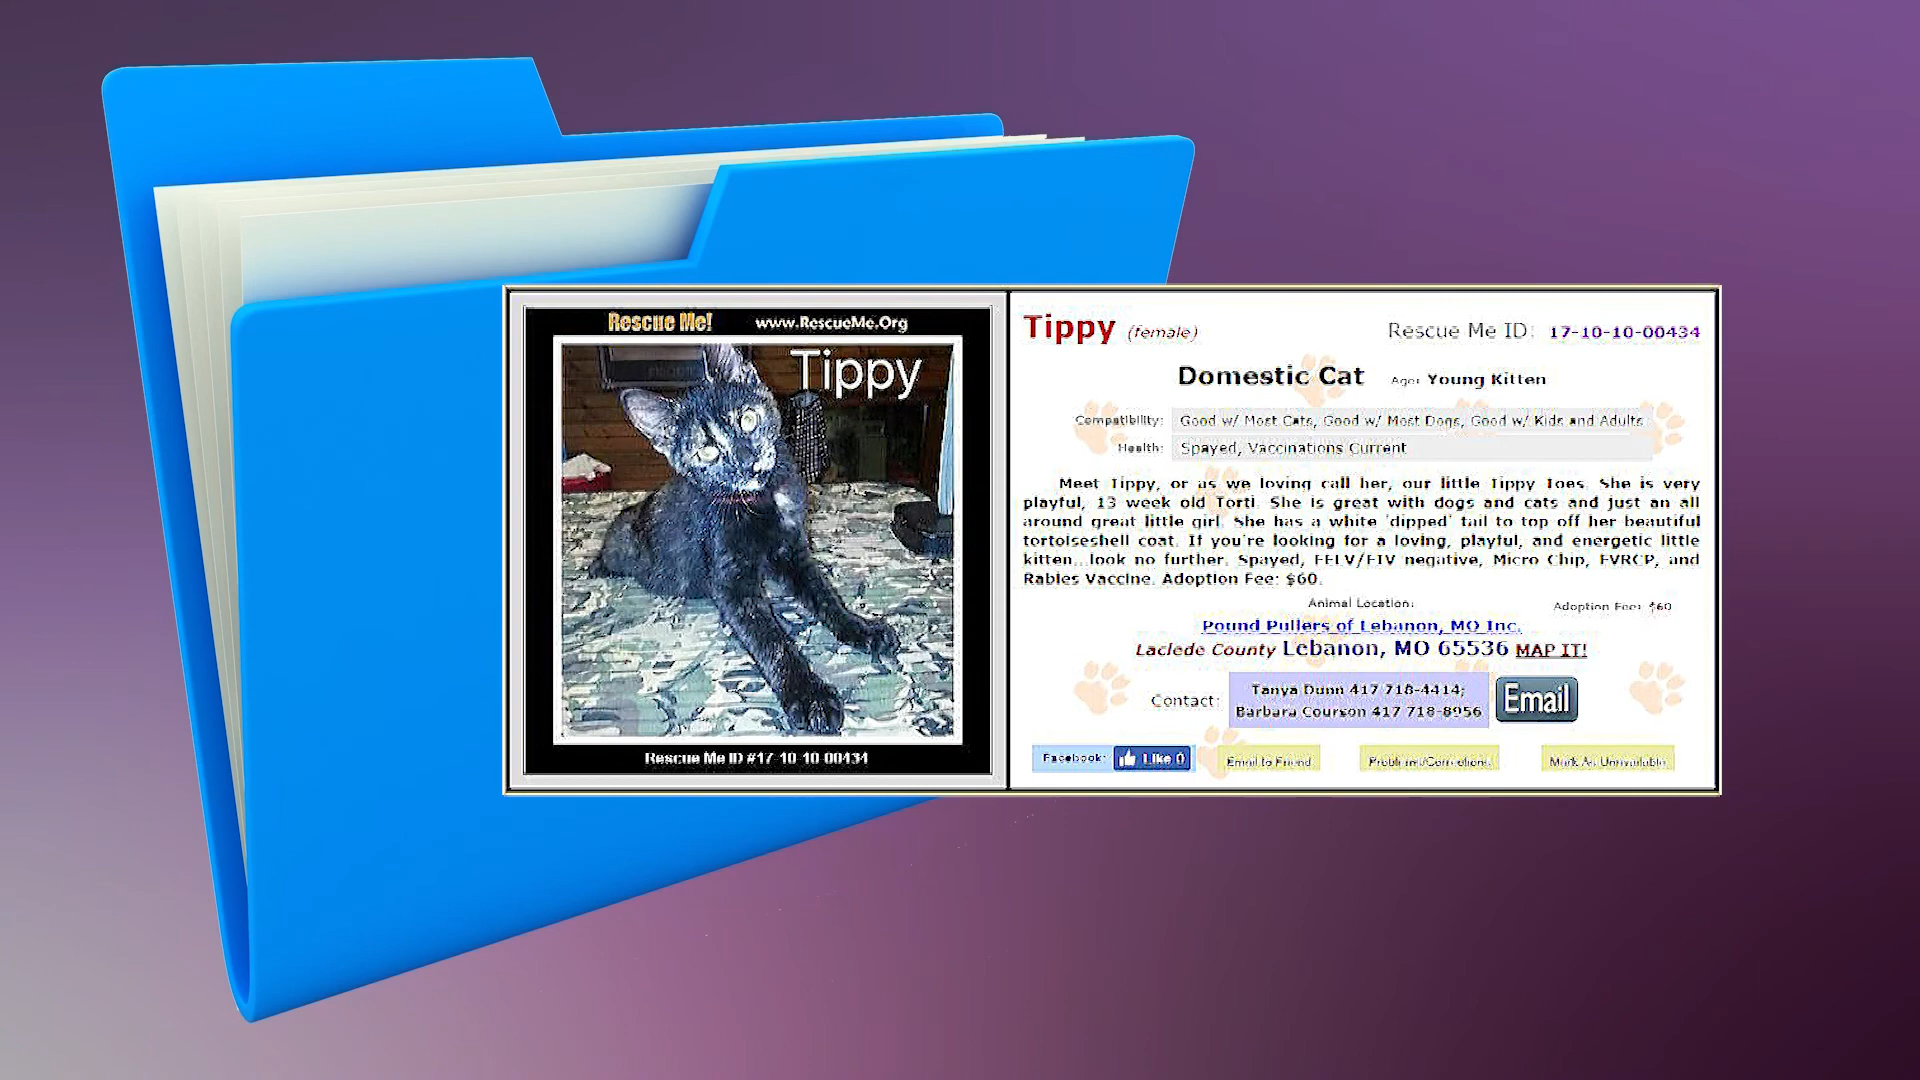 Rescue Me! www.RescueMe.Org
Tippy
Rescue Me ID #17-10-10-00434
Tippy (female) Rescue Me ID: 17-10-10-00434
Domestic Cat Age: Young Kitten
Compatibility: Good w/ Most Cats, Good w/ Most Dogs, Good w/ Kids and Adults
Health: Spayed, Vaccinations Current
Meet Tippy, or as we loving call her, our little Tippy Toes. She is very
playful, 13 week old Torti. She is great with dogs and cats and just an all
around great little girl. She has a white 'dipped' tail to top off her beautiful
tortoiseshell coat. If you're looking for a loving, playful, and energetic little
kitten...look no further. Spayed, FELV/FIV negative, Micro Chip, FVRCP, and
Rabies Vaccine. Adoption Fee: $60.
Animal Location: Adoption Fee: $60
Pound Pullers of Lebanon, MO Inc.
Laclede County Lebanon, MO 65536 MAP IT!
Contact: Tanya Dunn 417 718-4414;
Barbara Courson 417 718-8956
Email
Facebook: Like 0 Email to Friend Problems/Corrections Mark As Unavailable